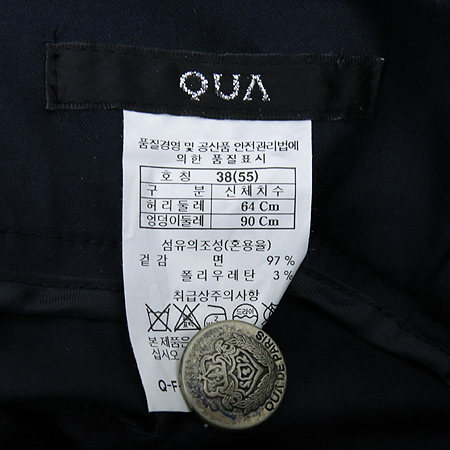 QUA
품질경영 및 공산품 안전관리법에
의한 품질표시
호 칭 38(55)
구 분 신체치수
허리둘레 64 Cm
엉덩이둘레 90 Cm
섬유의조성(혼용율)
겉감 면 97 %
폴리우레탄 3 %
취급상주의사항
드라이
본 제품은
십시오
Q-F